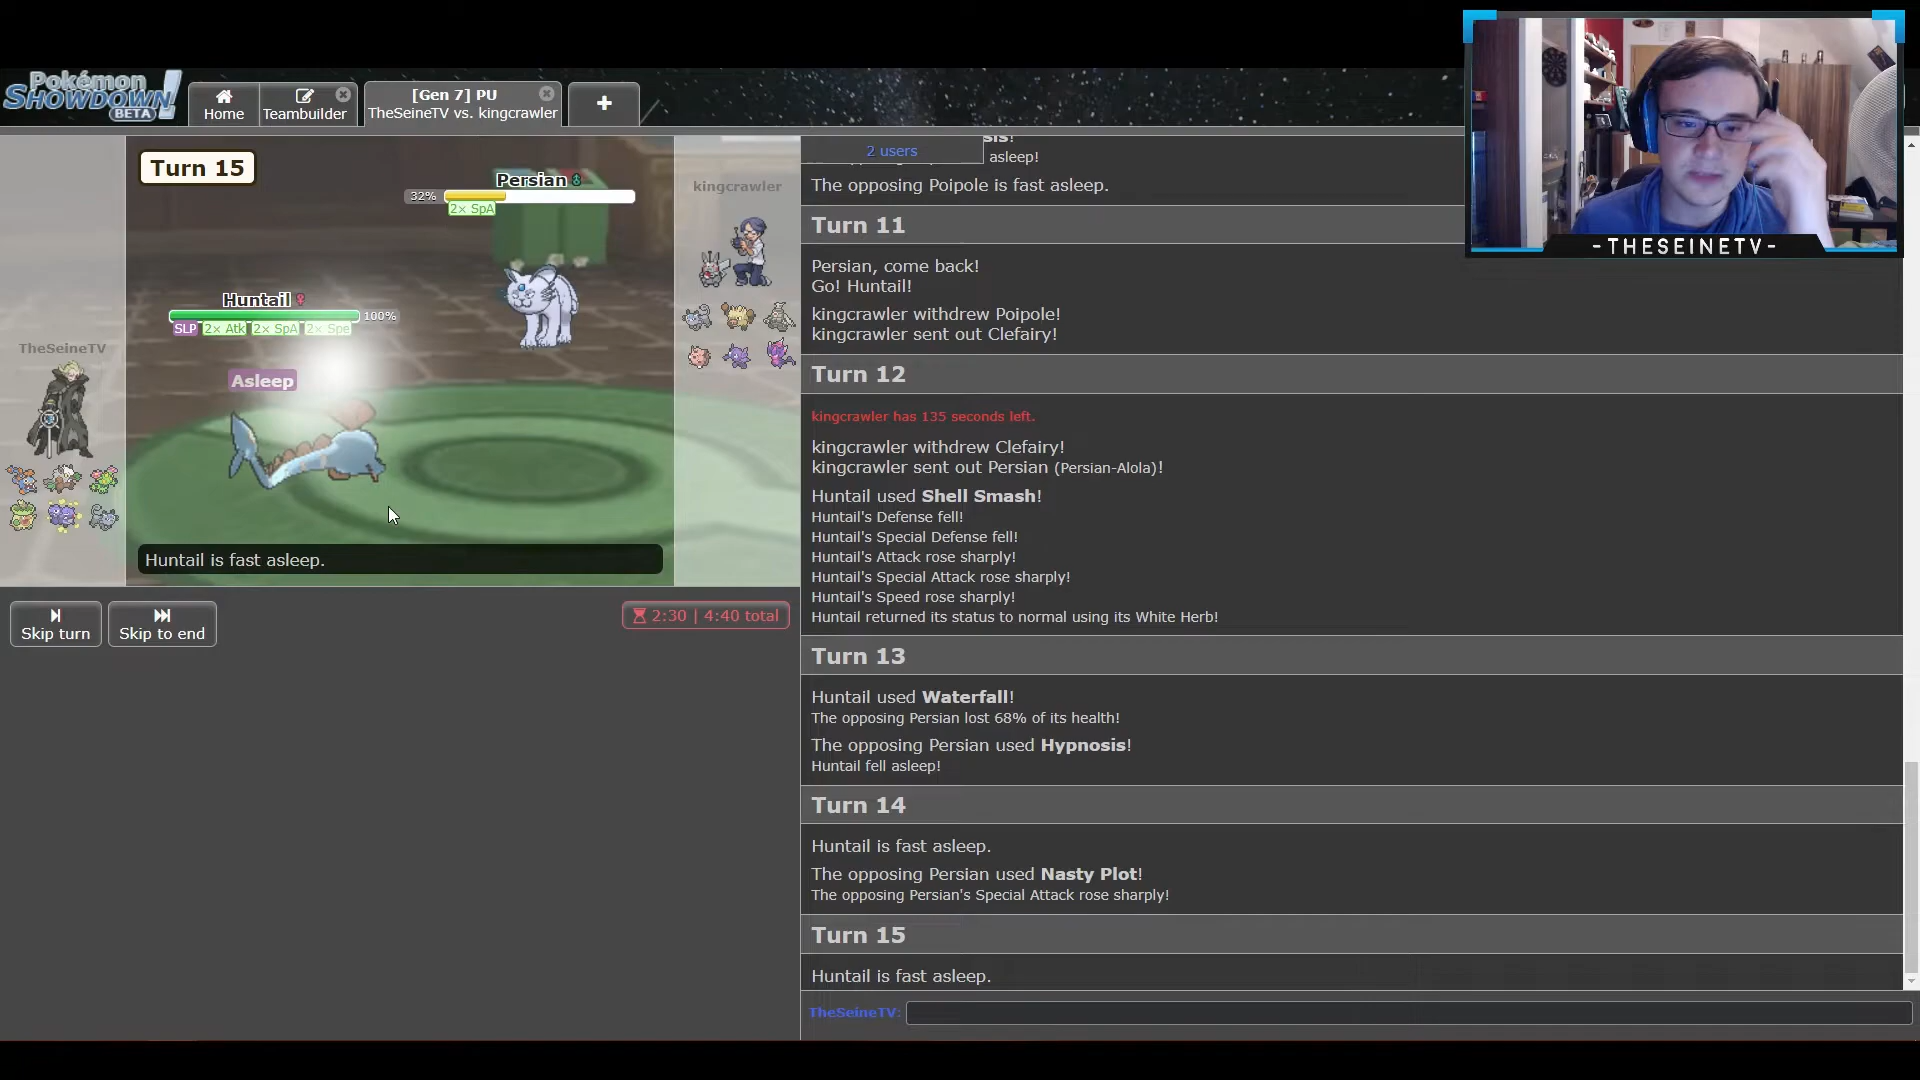 Pokémon
SHOWDOWN!
BETA
Home
Teambuilder
[Gen 7] PU
TheSeineTV vs. kingcrawler
+
Turn 15
Persian
32%
2× SpA
Huntail
100%
SLP 2× Atk 2× SpA 2× Spe
Asleep
TheSeineTV
kingcrawler
Huntail is fast asleep.
Skip turn
Skip to end
2:30 | 4:40 total
2 users
asleep!
The opposing Poipole is fast asleep.
Turn 11
Persian, come back!
Go! Huntail!
kingcrawler withdrew Poipole!
kingcrawler sent out Clefairy!
Turn 12
kingcrawler has 135 seconds left.
kingcrawler withdrew Clefairy!
kingcrawler sent out Persian (Persian-Alola)!
Huntail used Shell Smash!
Huntail's Defense fell!
Huntail's Special Defense fell!
Huntail's Attack rose sharply!
Huntail's Special Attack rose sharply!
Huntail's Speed rose sharply!
Huntail returned its status to normal using its White Herb!
Turn 13
Huntail used Waterfall!
The opposing Persian lost 68% of its health!
The opposing Persian used Hypnosis!
Huntail fell asleep!
Turn 14
Huntail is fast asleep.
The opposing Persian used Nasty Plot!
The opposing Persian's Special Attack rose sharply!
Turn 15
Huntail is fast asleep.
TheSeineTV:
-THESEINETV-